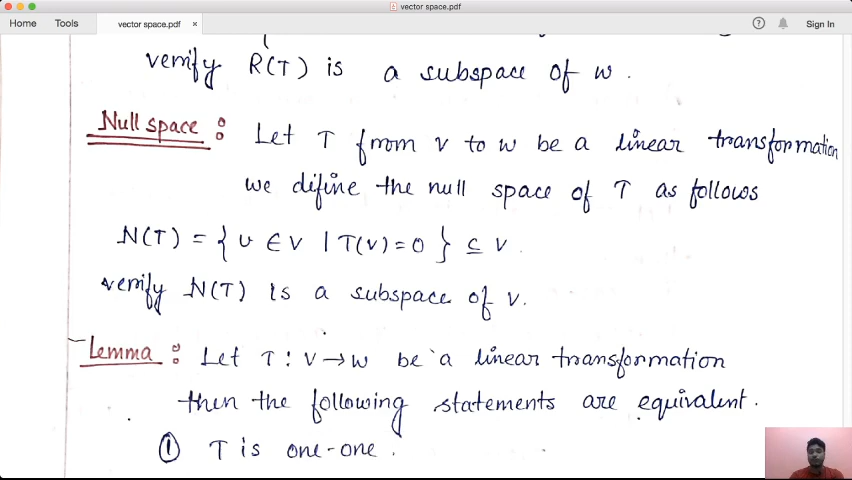 vector space.pdf
Home Tools vector space.pdf × Sign In
verify R(T) is a subspace of W.
Null space : Let T from V to W be a linear transformation
we difine the null space of T as follows
N(T) = { v ∈ V | T(v) = 0 } ⊆ V.
verify N(T) is a subspace of V.
Lemma : Let T : V → W be a linear transformation
then the following statements are equivalent.
① T is one-one.